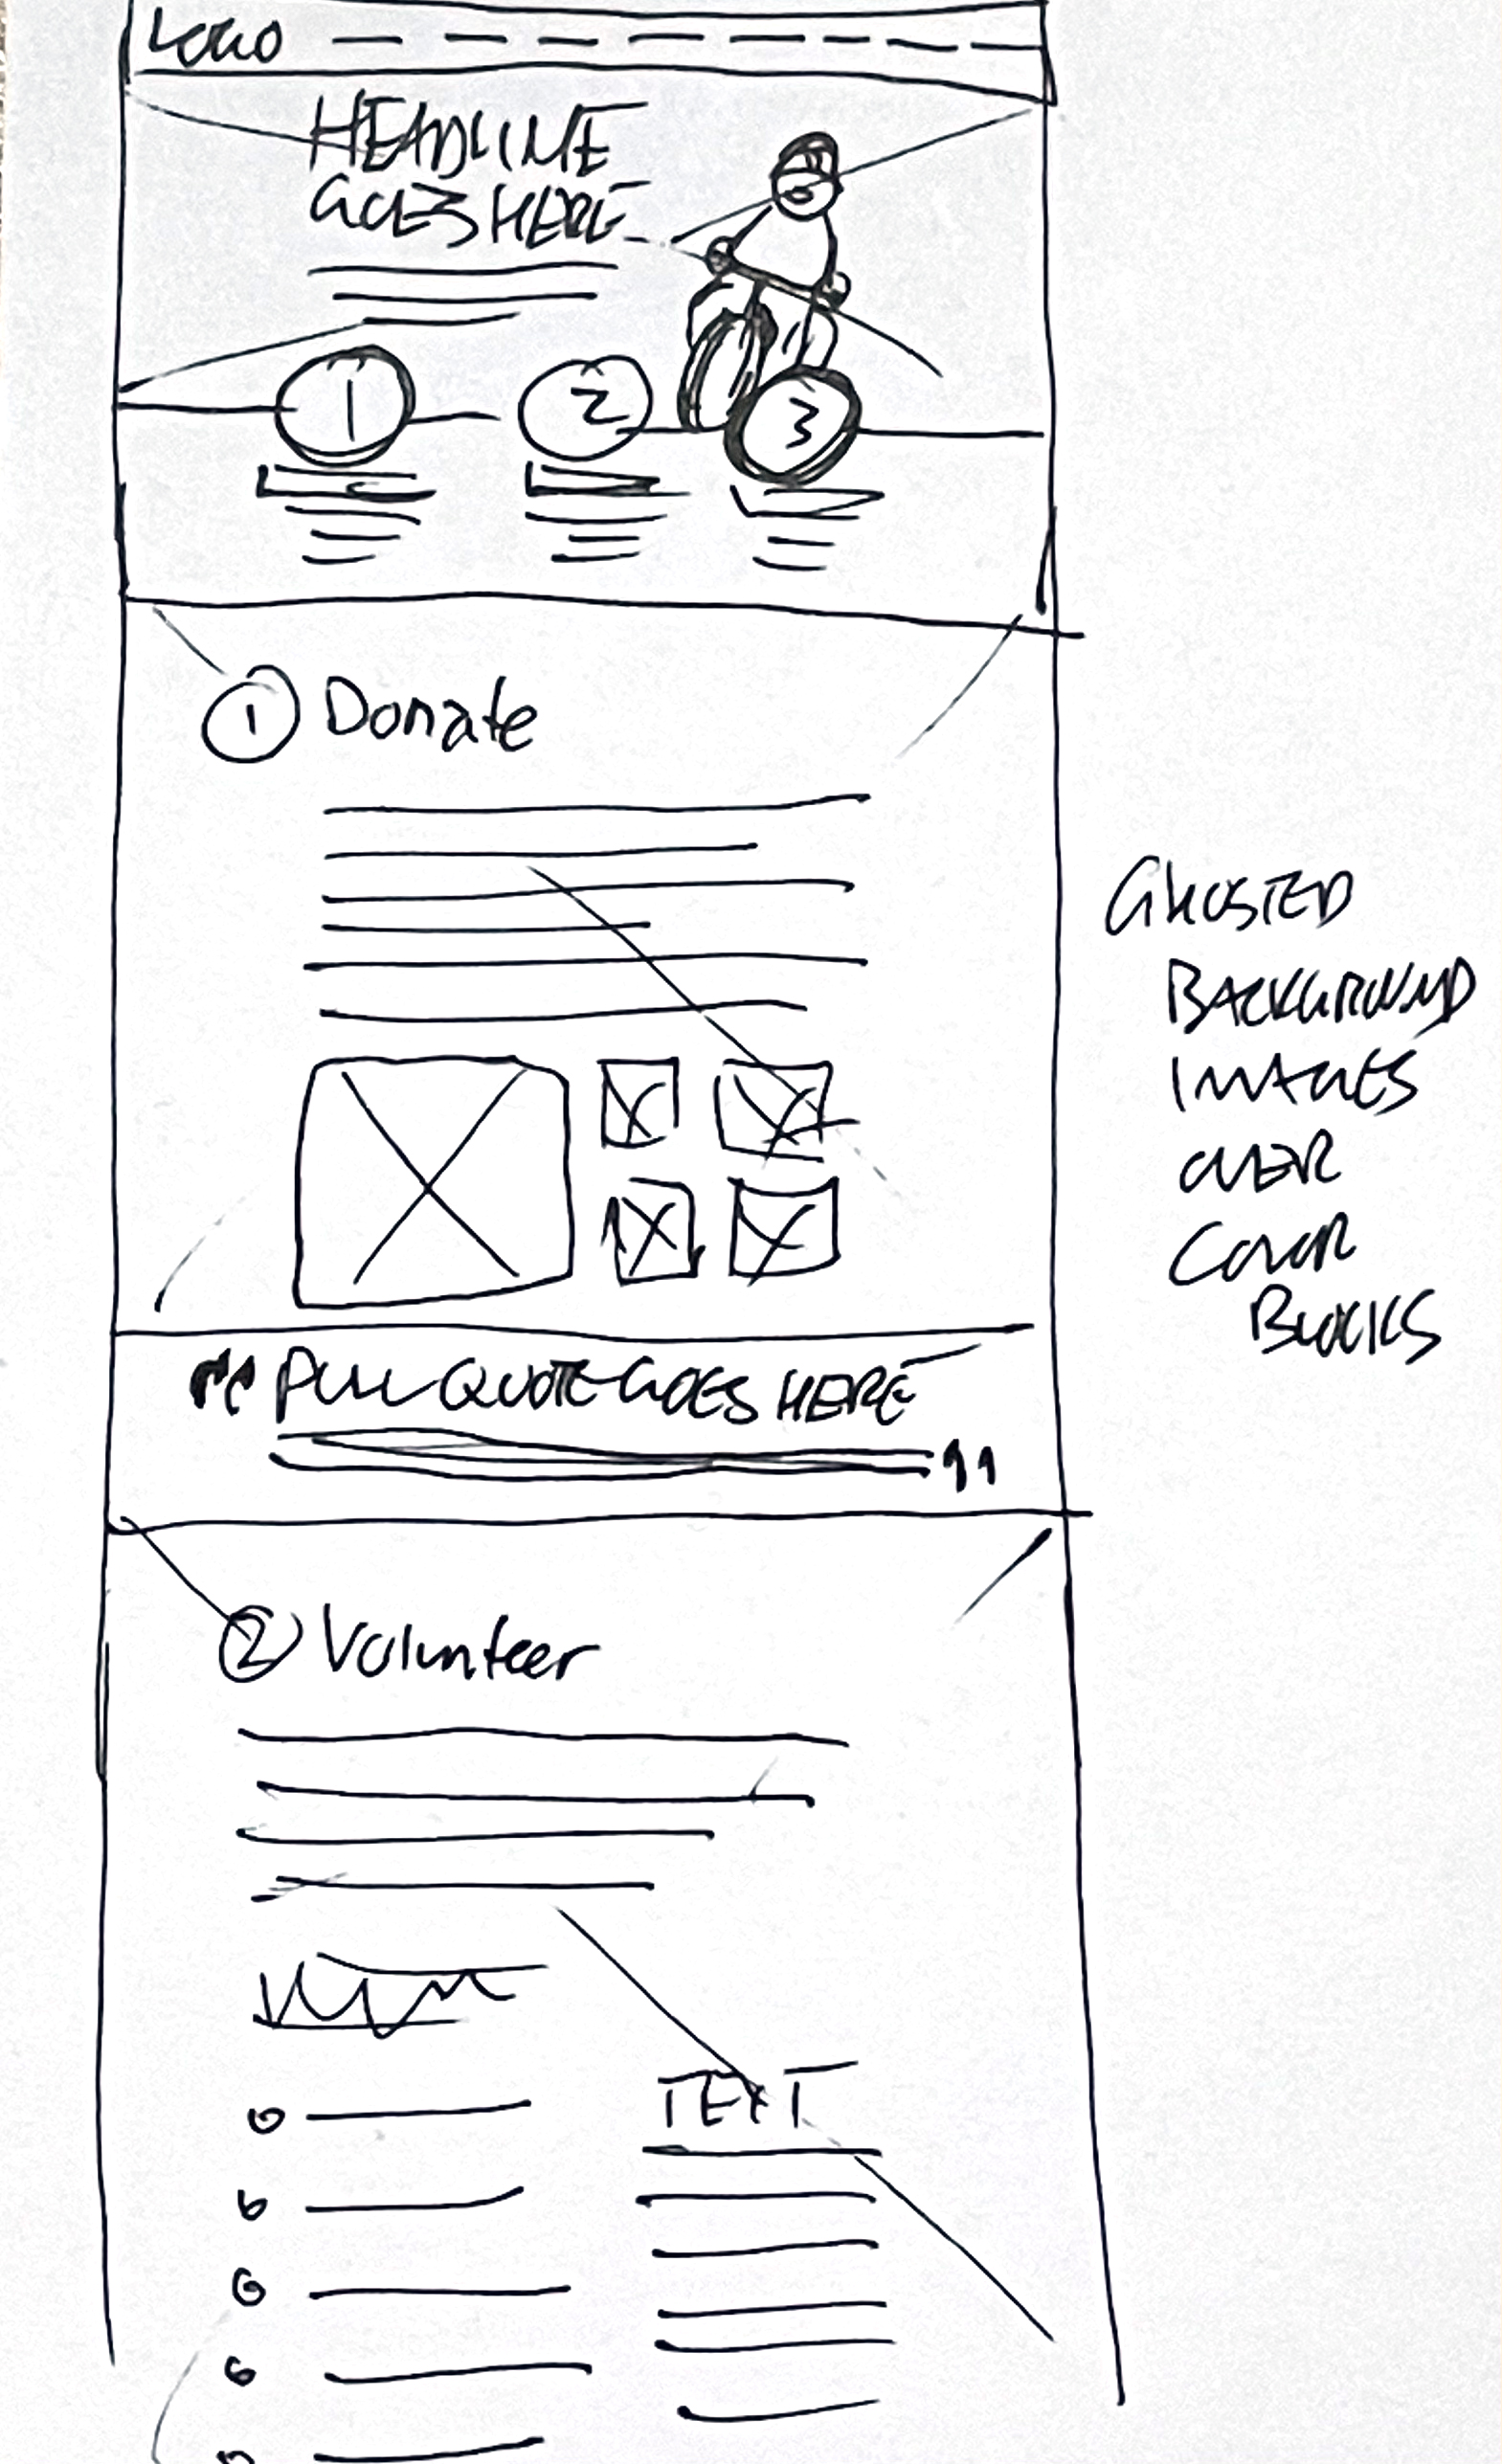 LOGO
HEADLINE
GOES HERE
1
2
3
1 Donate
GHOSTED
BACKGROUND
IMAGES
OVER
COLOR
BLOCKS
“PULL QUOTE GOES HERE
”
2 Volunteer
TEXT